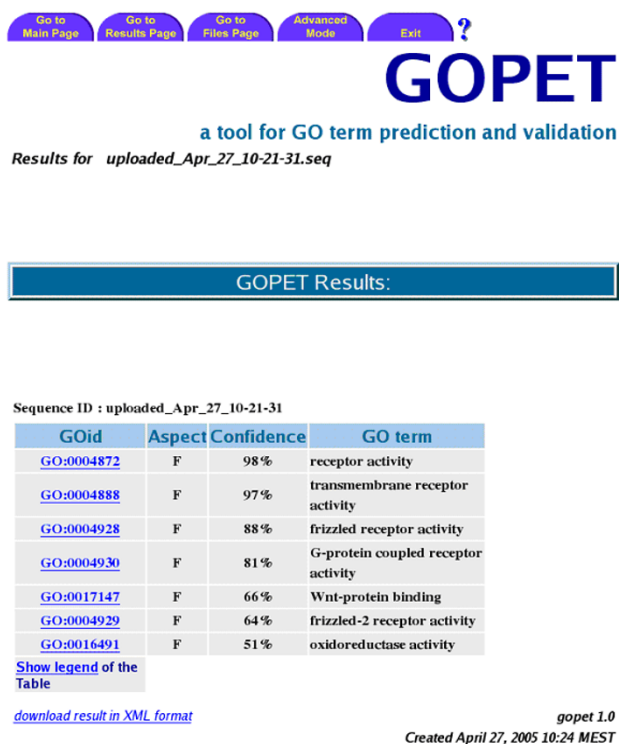 Go to Main Page
Go to Results Page
Go to Files Page
Advanced Mode
Exit
?
GOPET
a tool for GO term prediction and validation
Results for uploaded_Apr_27_10-21-31.seq
GOPET Results:
Sequence ID : uploaded_Apr_27_10-21-31
GOid Aspect Confidence GO term
GO:0004872 F 98% receptor activity
GO:0004888 F 97% transmembrane receptor activity
GO:0004928 F 88% frizzled receptor activity
GO:0004930 F 81% G-protein coupled receptor activity
GO:0017147 F 66% Wnt-protein binding
GO:0004929 F 64% frizzled-2 receptor activity
GO:0016491 F 51% oxidoreductase activity
Show legend of the
Table
download result in XML format
gopet 1.0
Created April 27, 2005 10:24 MEST